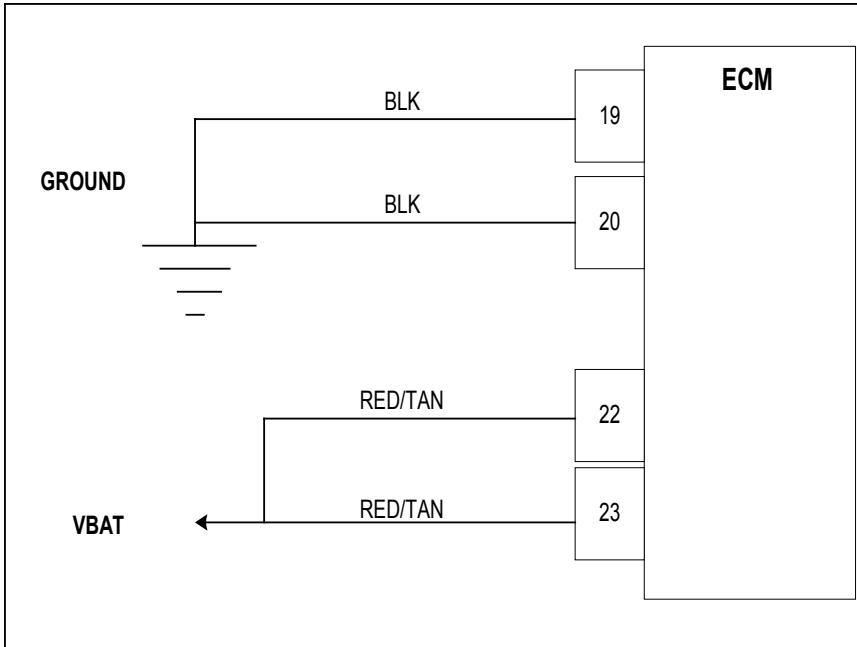 ECM
BLK
19
GROUND
BLK
20
RED/TAN
22
VBAT
RED/TAN
23